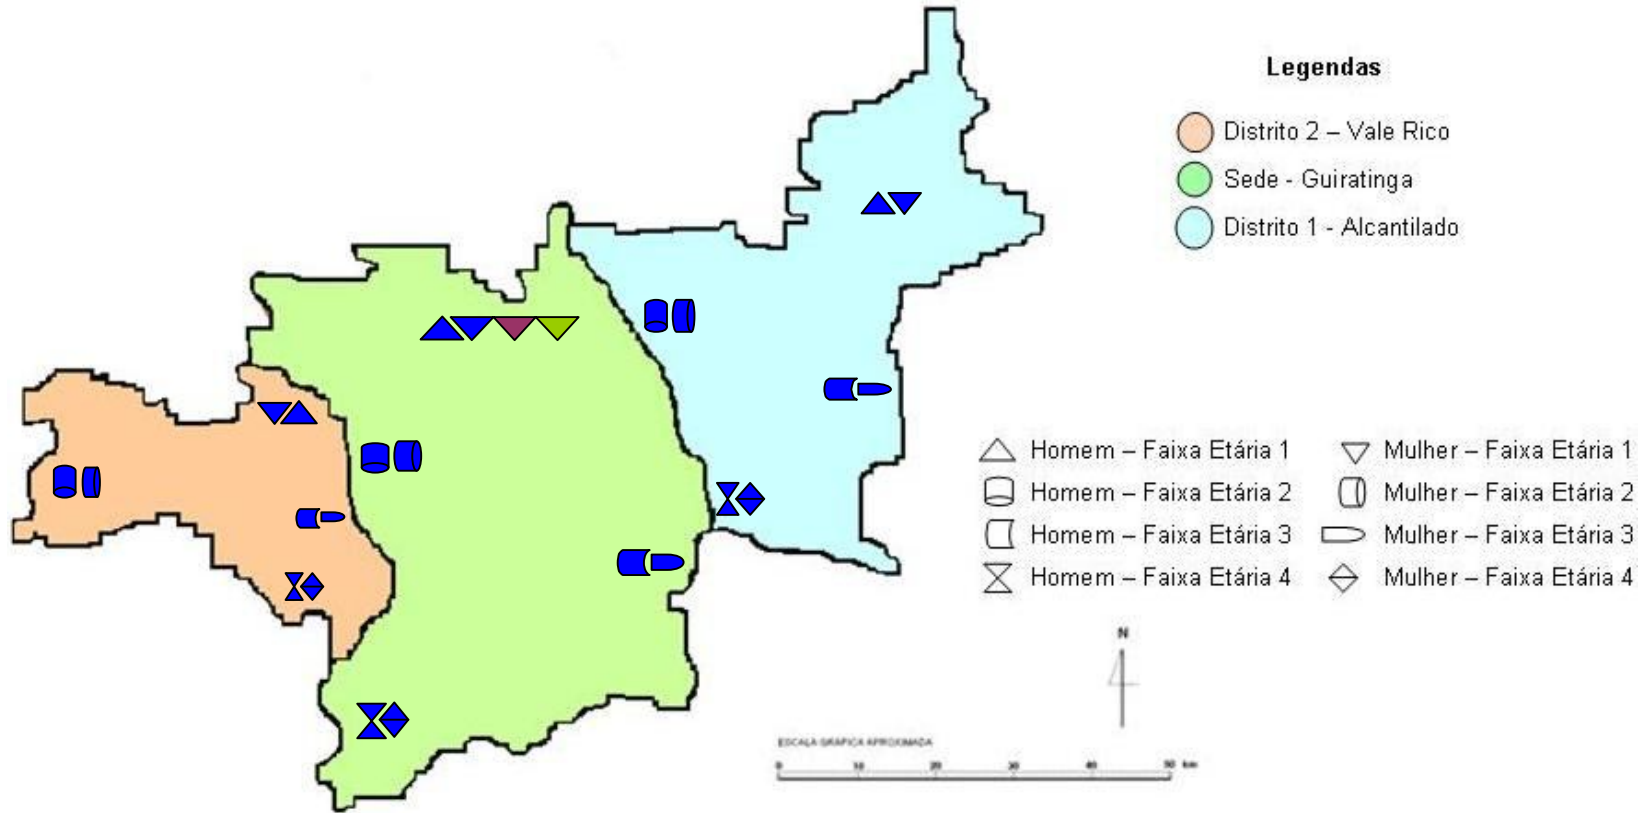 Legendas
Distrito 2 – Vale Rico
Sede - Guiratinga
Distrito 1 - Alcantilado
Homem – Faixa Etária 1
Mulher – Faixa Etária 1
Homem – Faixa Etária 2
Mulher – Faixa Etária 2
Homem – Faixa Etária 3
Mulher – Faixa Etária 3
Homem – Faixa Etária 4
Mulher – Faixa Etária 4
N
ESCALA GRÁFICA APROXIMADA
0 10 20 30 40 50 km